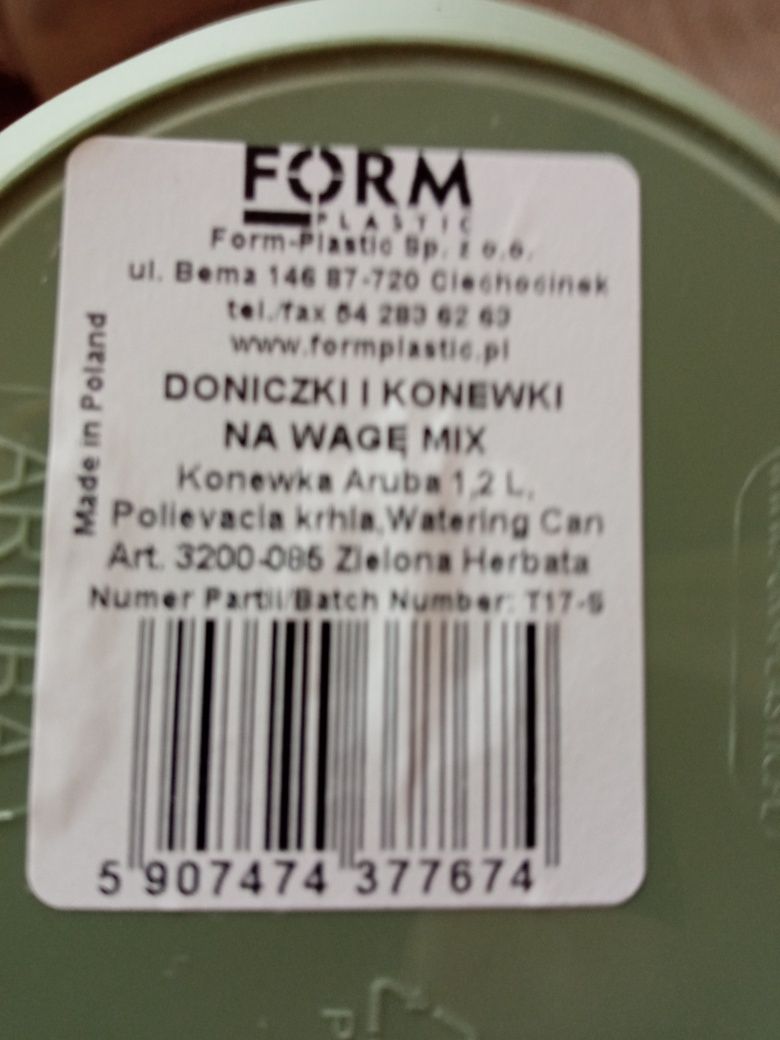 FORM
PLASTIC
Form-Plastic Sp. z o.o.
ul. Bema 146 87-720 Ciechocinek
tel./fax 54 283 62 63
www.formplastic.pl
DONICZKI I KONEWKI
NA WAGĘ MIX
Konewka Aruba 1,2 L,
Polievacia krhla,Watering Can
Art. 3200-085 Zielona Herbata
Numer Partii/Batch Number: T17-S
5 907474 377674
Made in Poland
ARUBA